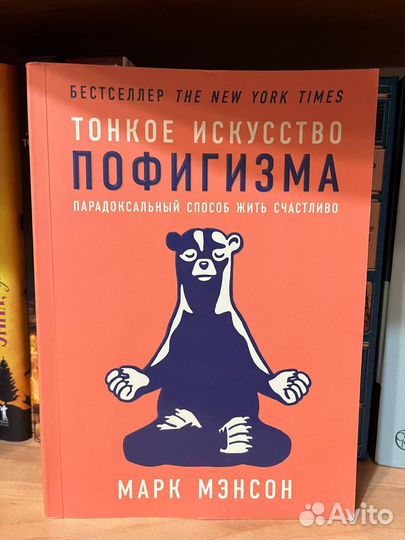 БЕСТСЕЛЛЕР THE NEW YORK TIMES
ТОНКОЕ ИСКУССТВО
ПОФИГИЗМА
ПАРАДОКСАЛЬНЫЙ СПОСОБ ЖИТЬ СЧАСТЛИВО
МАРК МЭНСОН
Avito